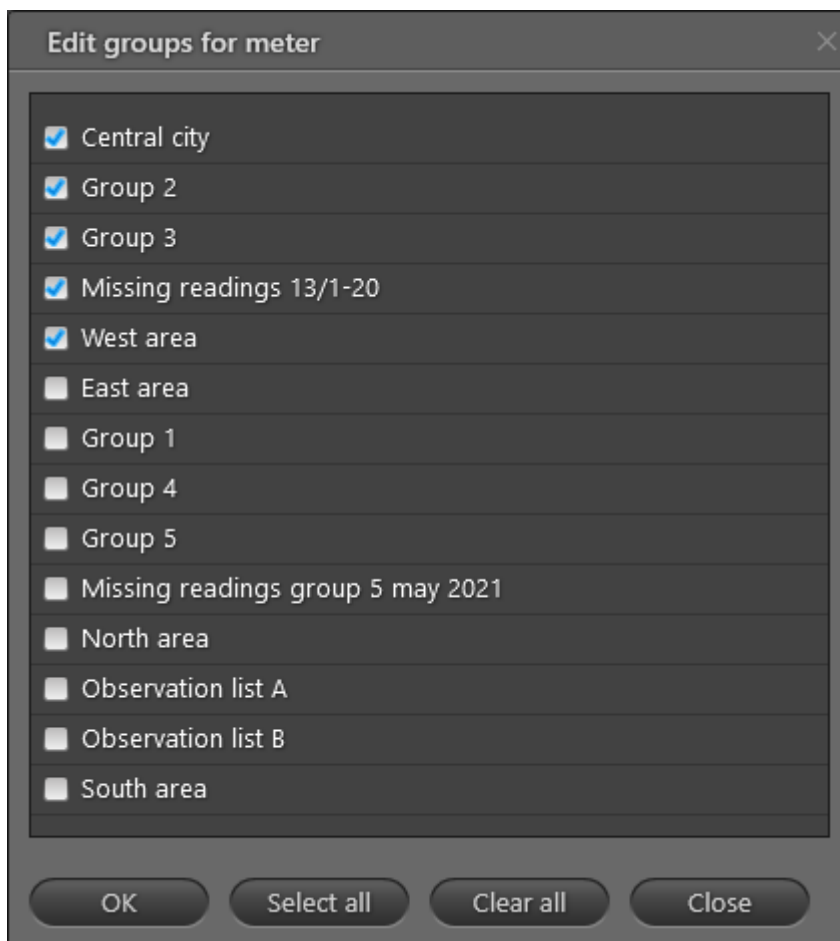 Edit groups for meter
Central city
Group 2
Group 3
Missing readings 13/1-20
West area
East area
Group 1
Group 4
Group 5
Missing readings group 5 may 2021
North area
Observation list A
Observation list B
South area
OK
Select all
Clear all
Close